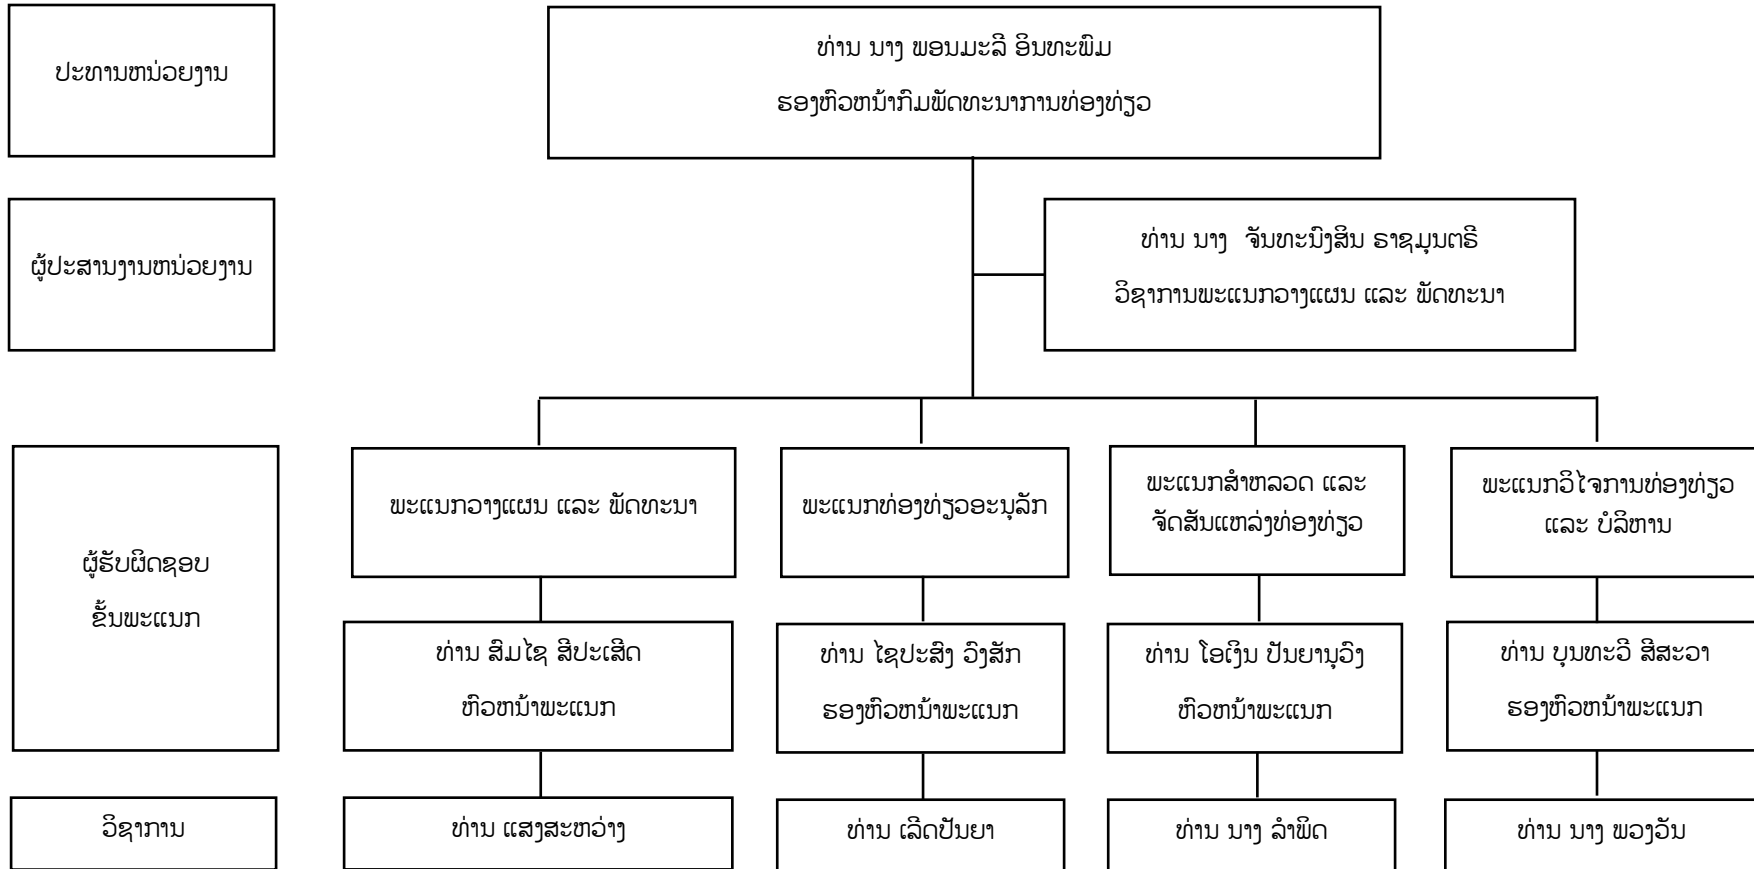 ປະທານຫນ່ວຍງານ
ທ່ານ ນາງ ພອນມະລີ ອິນທະພົມ
ຮອງຫົວຫນ້າກົມພັດທະນາການທ່ອງທ່ຽວ
ຜູ້ປະສານງານຫນ່ວຍງານ
ທ່ານ ນາງ ຈັນທະນົງສິນ ຣາຊມຸນຕຣີ
ວິຊາການພະແນກວາງແຜນ ແລະ ພັດທະນາ
ຜູ້ຮັບຜິດຊອບ
ຂັ້ນພະແນກ
ພະແນກວາງແຜນ ແລະ ພັດທະນາ
ພະແນກທ່ອງທ່ຽວອະນຸລັກ
ພະແນກສຳຫລວດ ແລະ
ຈັດສັນແຫລ່ງທ່ອງທ່ຽວ
ພະແນກວິໄຈການທ່ອງທ່ຽວ
ແລະ ບໍລິຫານ
ທ່ານ ສົມໄຊ ສີປະເສີດ
ຫົວຫນ້າພະແນກ
ທ່ານ ໄຊປະສົງ ວົງສັກ
ຮອງຫົວຫນ້າພະແນກ
ທ່ານ ໂອເງິນ ປັນຍານຸວົງ
ຫົວຫນ້າພະແນກ
ທ່ານ ບຸນທະວີ ສີສະວາ
ຮອງຫົວຫນ້າພະແນກ
ວິຊາການ
ທ່ານ ແສງສະຫວ່າງ
ທ່ານ ເລີດປັນຍາ
ທ່ານ ນາງ ລຳພິດ
ທ່ານ ນາງ ພວງວັນ